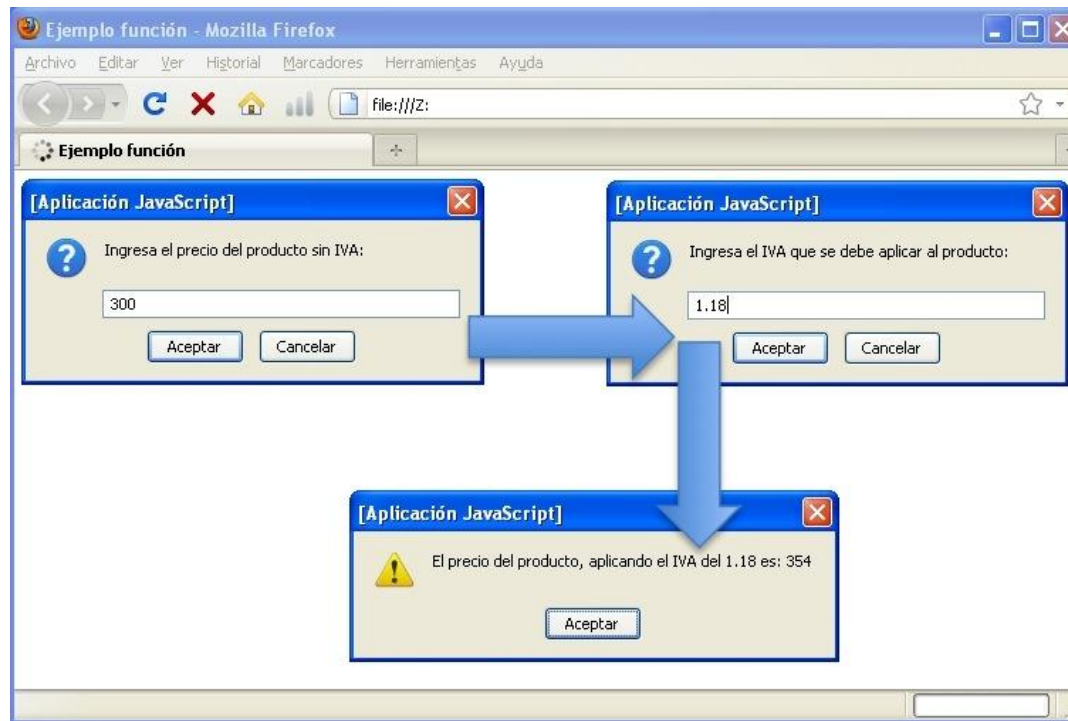 Ejemplo función - Mozilla Firefox
Archivo Editar Ver Historial Marcadores Herramientas Ayuda
file:///Z:
Ejemplo función
[Aplicación JavaScript]
Ingresa el precio del producto sin IVA:
300
Aceptar Cancelar
[Aplicación JavaScript]
Ingresa el IVA que se debe aplicar al producto:
1.18
Aceptar Cancelar
[Aplicación JavaScript]
El precio del producto, aplicando el IVA del 1.18 es: 354
Aceptar